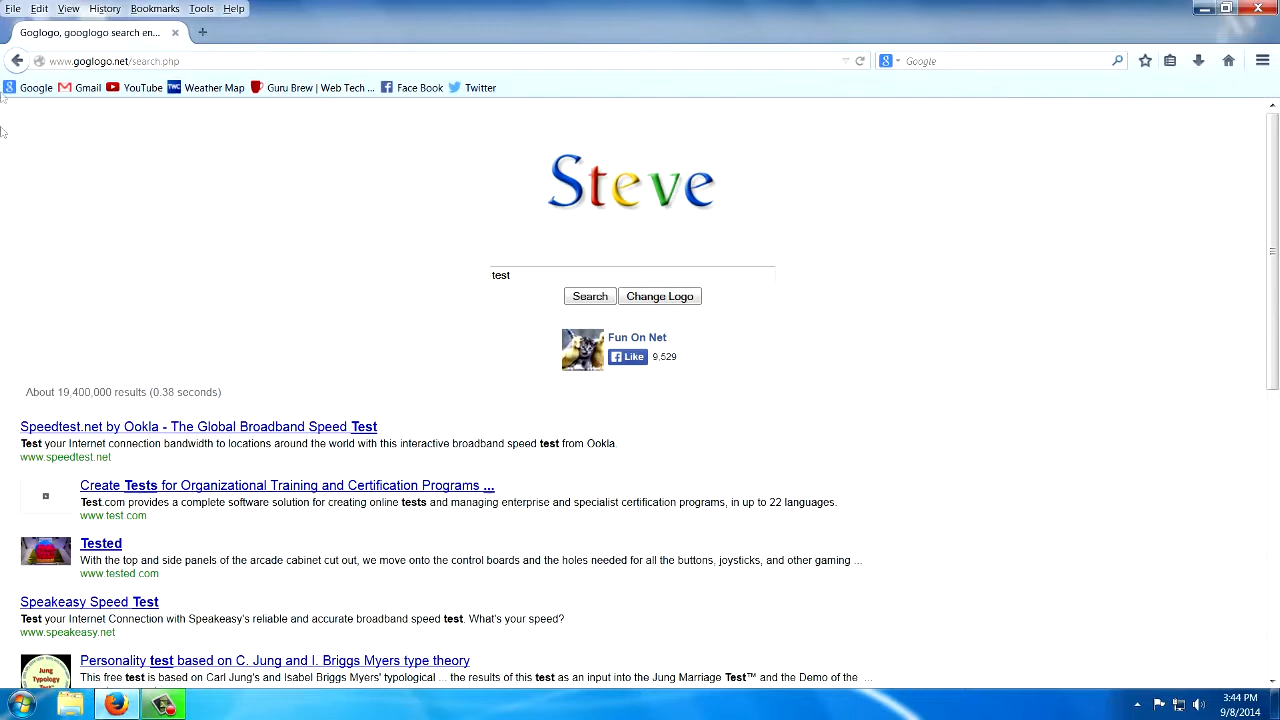 File Edit View History Bookmarks Tools Help
Goglogo, googlogo search en...
www.goglogo.net/search.php
Google
Google Gmail YouTube TWC Weather Map Guru Brew | Web Tech ... Face Book Twitter
Steve
test
Search Change Logo
Fun On Net
Like 9,529
About 19,400,000 results (0.38 seconds)
Speedtest.net by Ookla - The Global Broadband Speed Test
Test your Internet connection bandwidth to locations around the world with this interactive broadband speed test from Ookla.
www.speedtest.net
Create Tests for Organizational Training and Certification Programs ...
Test.com provides a complete software solution for creating online tests and managing enterprise and specialist certification programs, in up to 22 languages.
www.test.com
Tested
With the top and side panels of the arcade cabinet cut out, we move onto the control boards and the holes needed for all the buttons, joysticks, and other gaming ...
www.tested.com
Speakeasy Speed Test
Test your Internet Connection with Speakeasy's reliable and accurate broadband speed test. What's your speed?
www.speakeasy.net
Personality test based on C. Jung and I. Briggs Myers type theory
This free test is based on Carl Jung's and Isabel Briggs Myers' typological ... the results of this test as an input into the Jung Marriage Test™ and the Demo of the ...
Jung
Typology
Test™
3:44 PM
9/8/2014